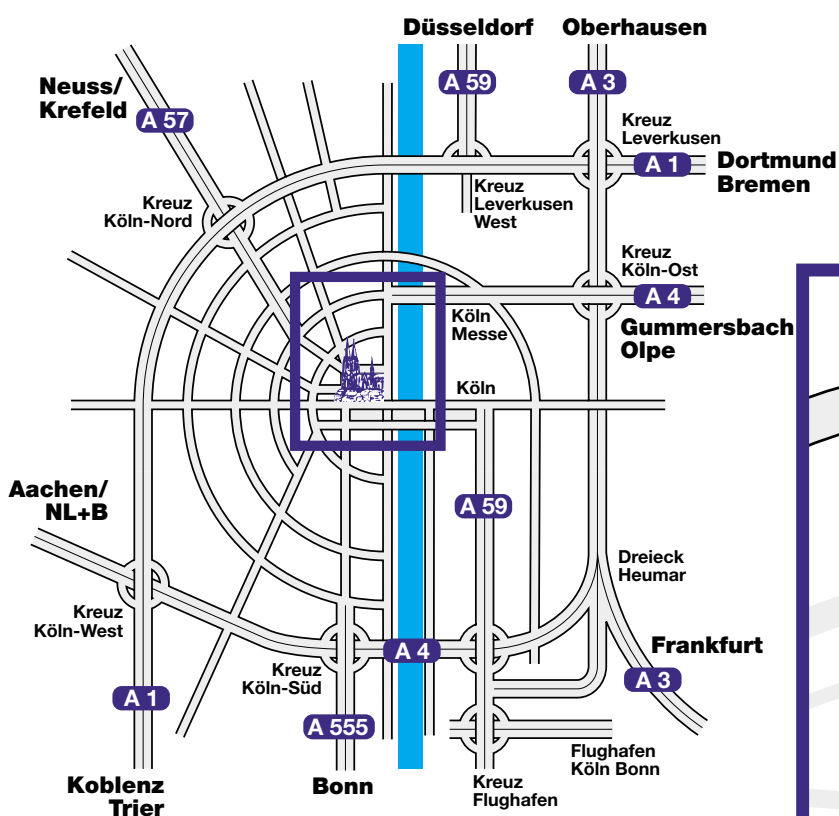 Düsseldorf
Oberhausen
Neuss/
Krefeld
A 57
A 59
A 3
Kreuz
Leverkusen
A 1
Dortmund
Bremen
Kreuz
Köln-Nord
Kreuz
Leverkusen
West
Kreuz
Köln-Ost
A 4
Gummersbach
Olpe
Köln
Messe
Köln
Aachen/
NL+B
A 59
Dreieck
Heumar
Kreuz
Köln-West
Kreuz
Köln-Süd
A 4
Frankfurt
A 3
A 1
A 555
Flughafen
Köln Bonn
Koblenz
Trier
Bonn
Kreuz
Flughafen